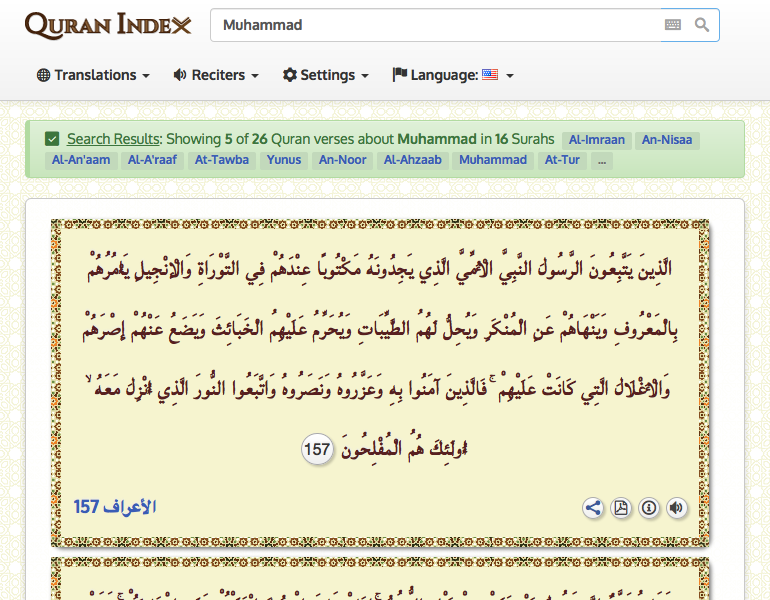 QURAN INDEX
Muhammad
Translations Reciters Settings Language:
Search Results: Showing 5 of 26 Quran verses about Muhammad in 16 Surahs Al-Imraan An-Nisaa
Al-An'aam Al-A'raaf At-Tawba Yunus An-Noor Al-Ahzaab Muhammad At-Tur ...
الَّذِينَ يَتَّبِعُونَ الرَّسُولَ النَّبِيَّ الْأُمِّيَّ الَّذِي يَجِدُونَهُ مَكْتُوبًا عِنْدَهُمْ فِي التَّوْرَاةِ وَالْإِنْجِيلِ يَأْمُرُهُمْ
بِالْمَعْرُوفِ وَيَنْهَاهُمْ عَنِ الْمُنْكَرِ وَيُحِلُّ لَهُمُ الطَّيِّبَاتِ وَيُحَرِّمُ عَلَيْهِمُ الْخَبَائِثَ وَيَضَعُ عَنْهُمْ إِصْرَهُمْ
وَالْأَغْلَالَ الَّتِي كَانَتْ عَلَيْهِمْ ۚ فَالَّذِينَ آمَنُوا بِهِ وَعَزَّرُوهُ وَنَصَرُوهُ وَاتَّبَعُوا النُّورَ الَّذِي أُنْزِلَ مَعَهُ ۙ
أُولَئِكَ هُمُ الْمُفْلِحُونَ 157
الأعراف 157